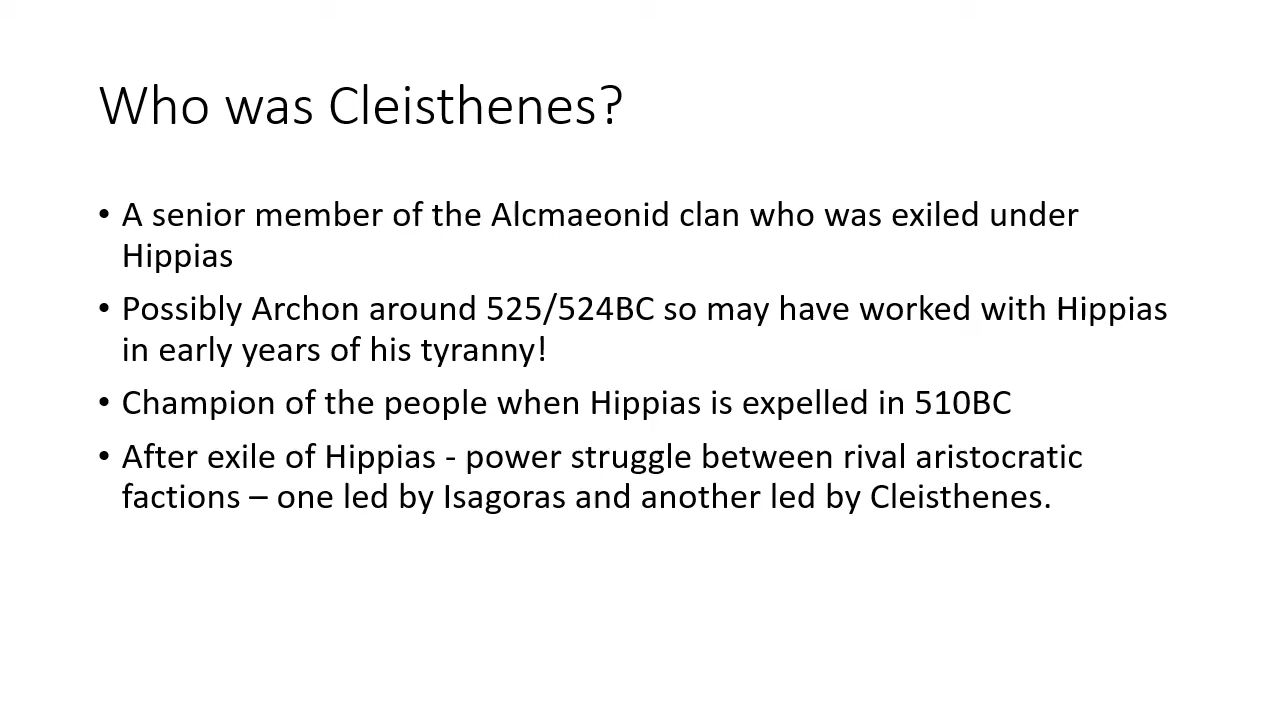 Who was Cleisthenes?
• A senior member of the Alcmaeonid clan who was exiled under
Hippias
• Possibly Archon around 525/524BC so may have worked with Hippias
in early years of his tyranny!
• Champion of the people when Hippias is expelled in 510BC
• After exile of Hippias - power struggle between rival aristocratic
factions – one led by Isagoras and another led by Cleisthenes.